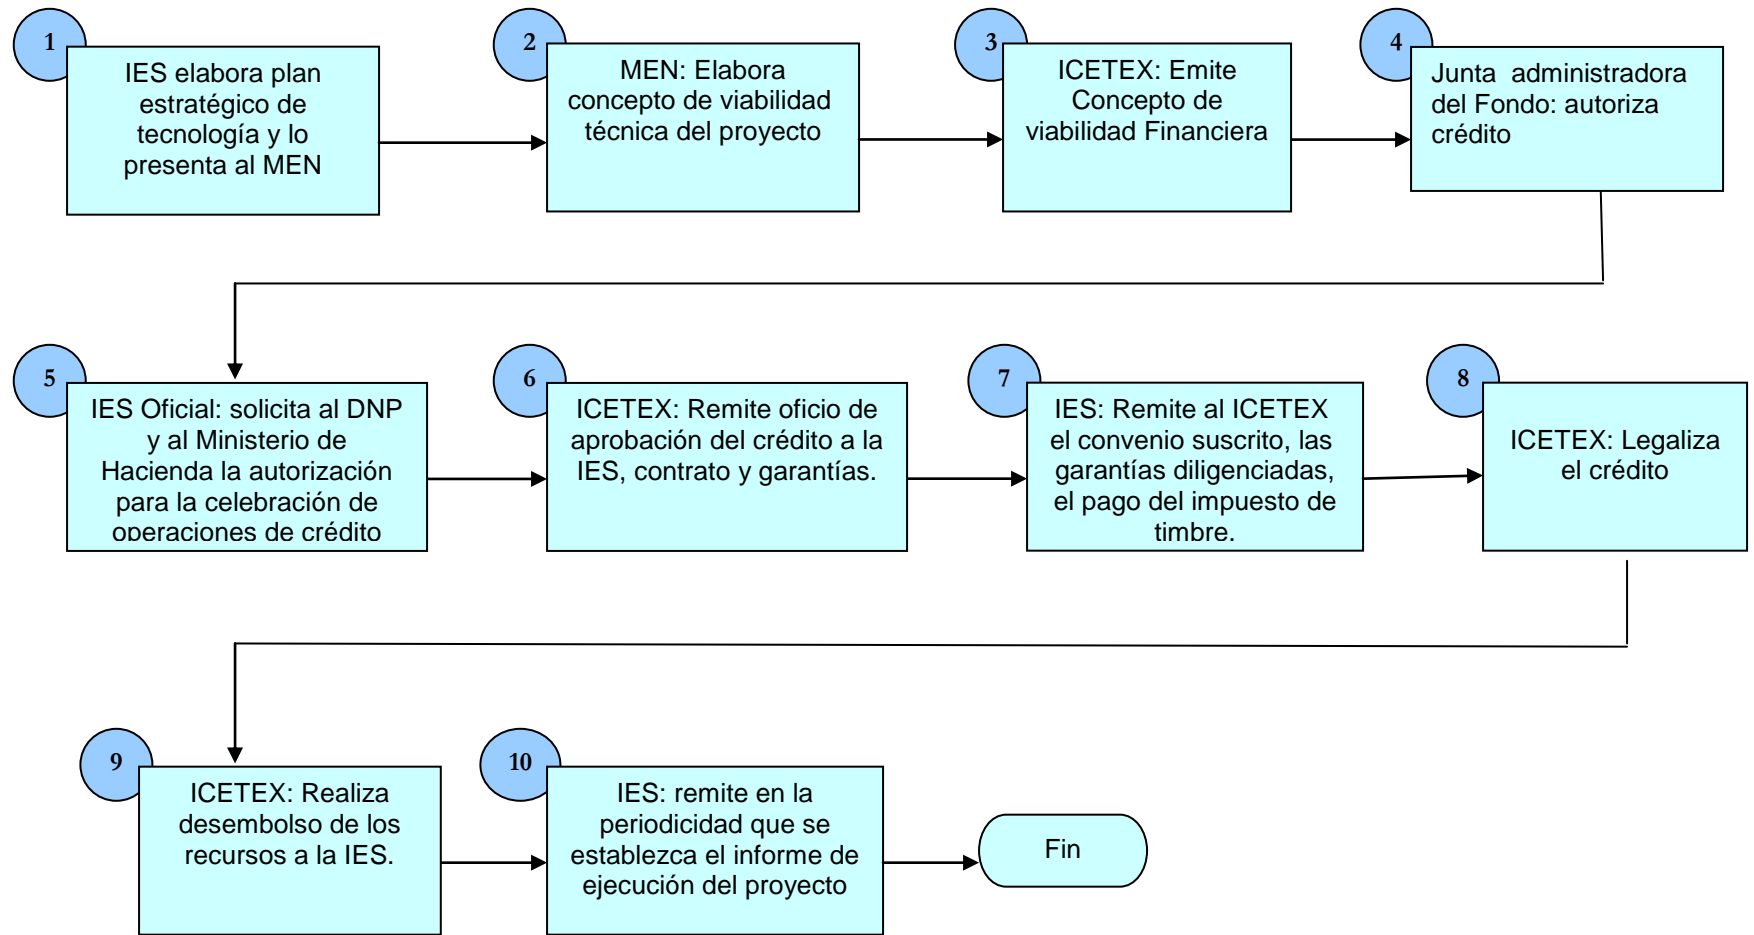 1
IES elabora plan
estratégico de
tecnología y lo
presenta al MEN
2
MEN: Elabora
concepto de viabilidad
técnica del proyecto
3
ICETEX: Emite
Concepto de
viabilidad Financiera
4
Junta administradora
del Fondo: autoriza
crédito
5
IES Oficial: solicita al DNP
y al Ministerio de
Hacienda la autorización
para la celebración de
operaciones de crédito
6
ICETEX: Remite oficio de
aprobación del crédito a la
IES, contrato y garantías.
7
IES: Remite al ICETEX
el convenio suscrito, las
garantías diligenciadas,
el pago del impuesto de
timbre.
8
ICETEX: Legaliza
el crédito
9
ICETEX: Realiza
desembolso de los
recursos a la IES.
10
IES: remite en la
periodicidad que se
establezca el informe de
ejecución del proyecto
Fin